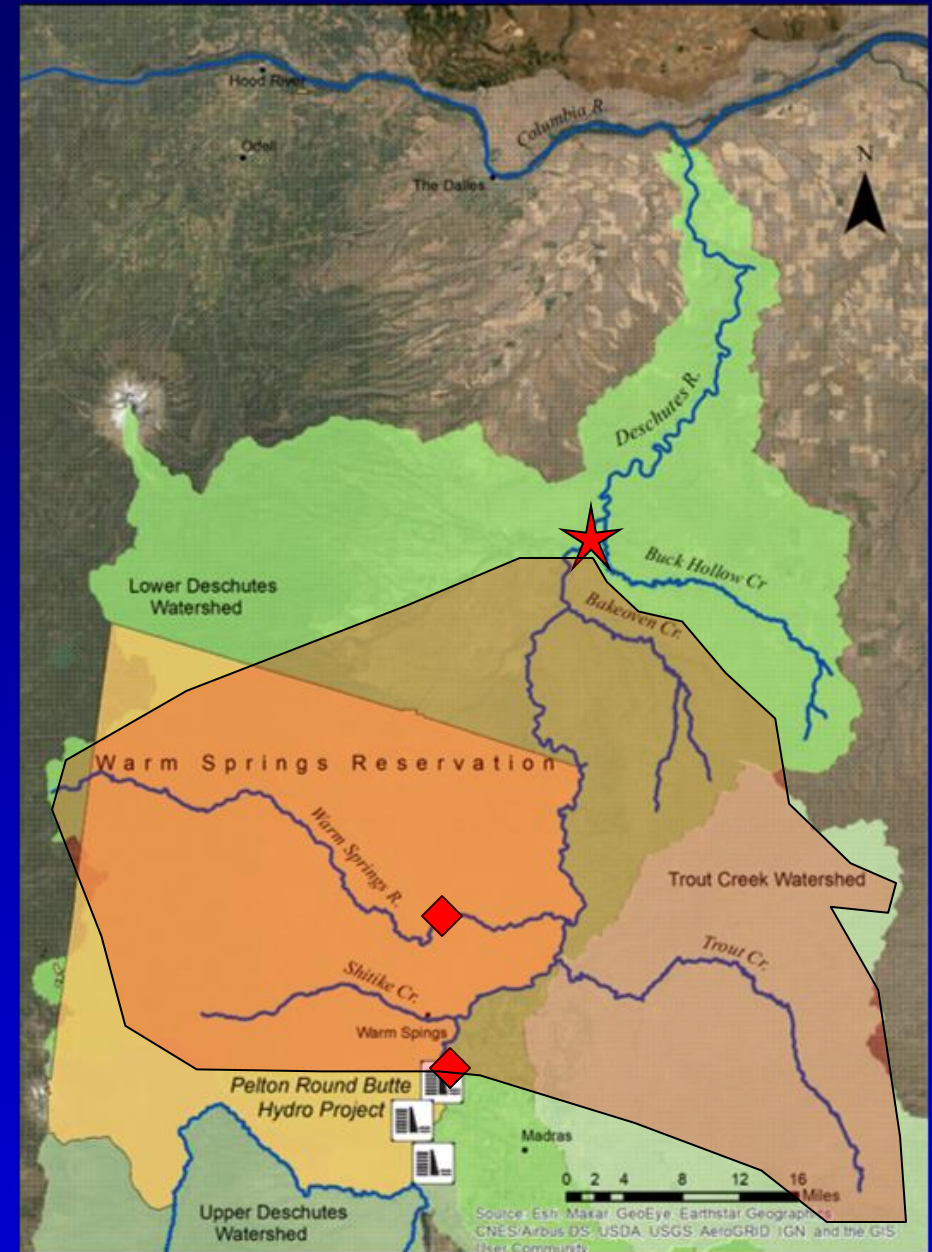 Hood River
Columbia R.
Odell
N
The Dalles
Deschutes R.
Buck Hollow Cr
Lower Deschutes
Watershed
Bakeoven Cr.
Warm Springs Reservation
Warm Springs R.
Trout Creek Watershed
Trout Cr.
Shitike Cr.
Warm Spings
Pelton Round Butte
Hydro Project
Madras
0 2 4 8 12 16
Miles
Upper Deschutes
Watershed
Source: Esri, Maxar, GeoEye, Earthstar Geographics,
CNES/Airbus DS, USDA, USGS, AeroGRID, IGN, and the GIS
User Community